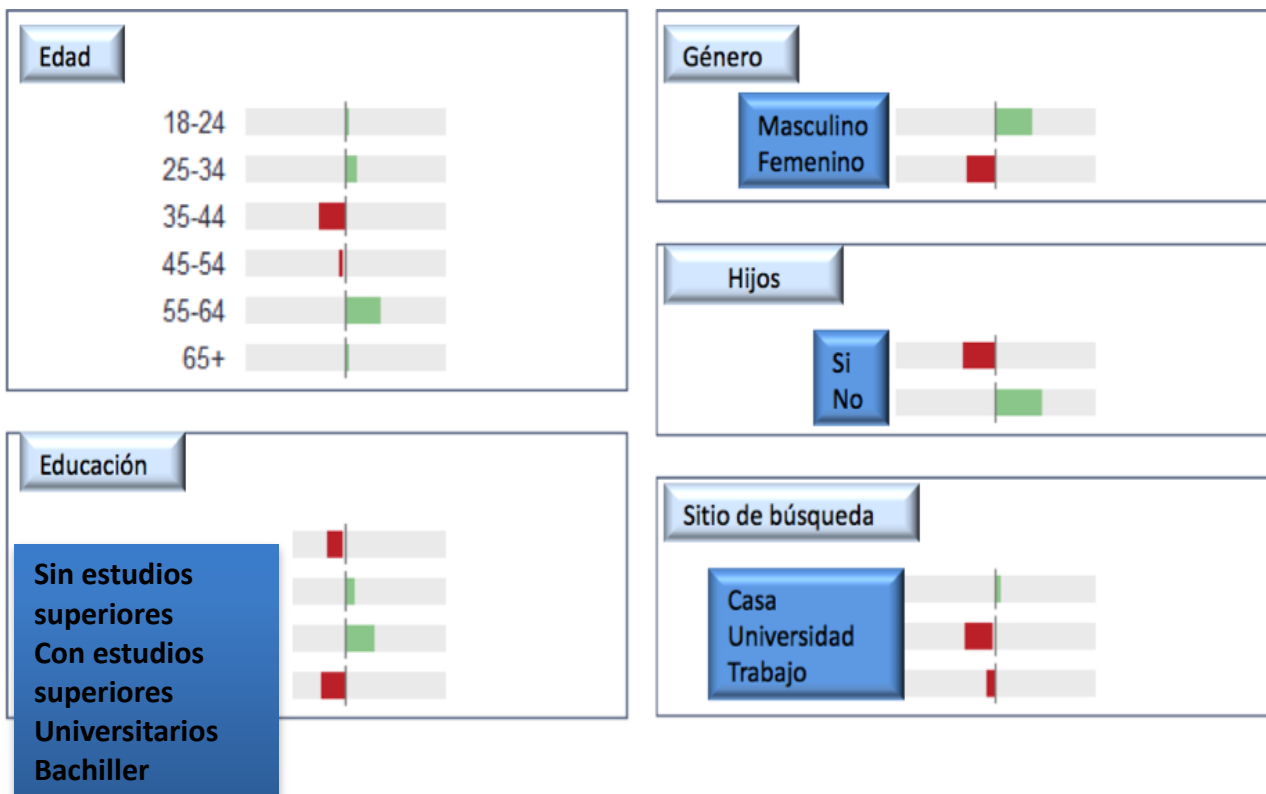 Edad
18-24
25-34
35-44
45-54
55-64
65+
Educación
Sin estudios
superiores
Con estudios
superiores
Universitarios
Bachiller
Género
Masculino
Femenino
Hijos
Si
No
Sitio de búsqueda
Casa
Universidad
Trabajo